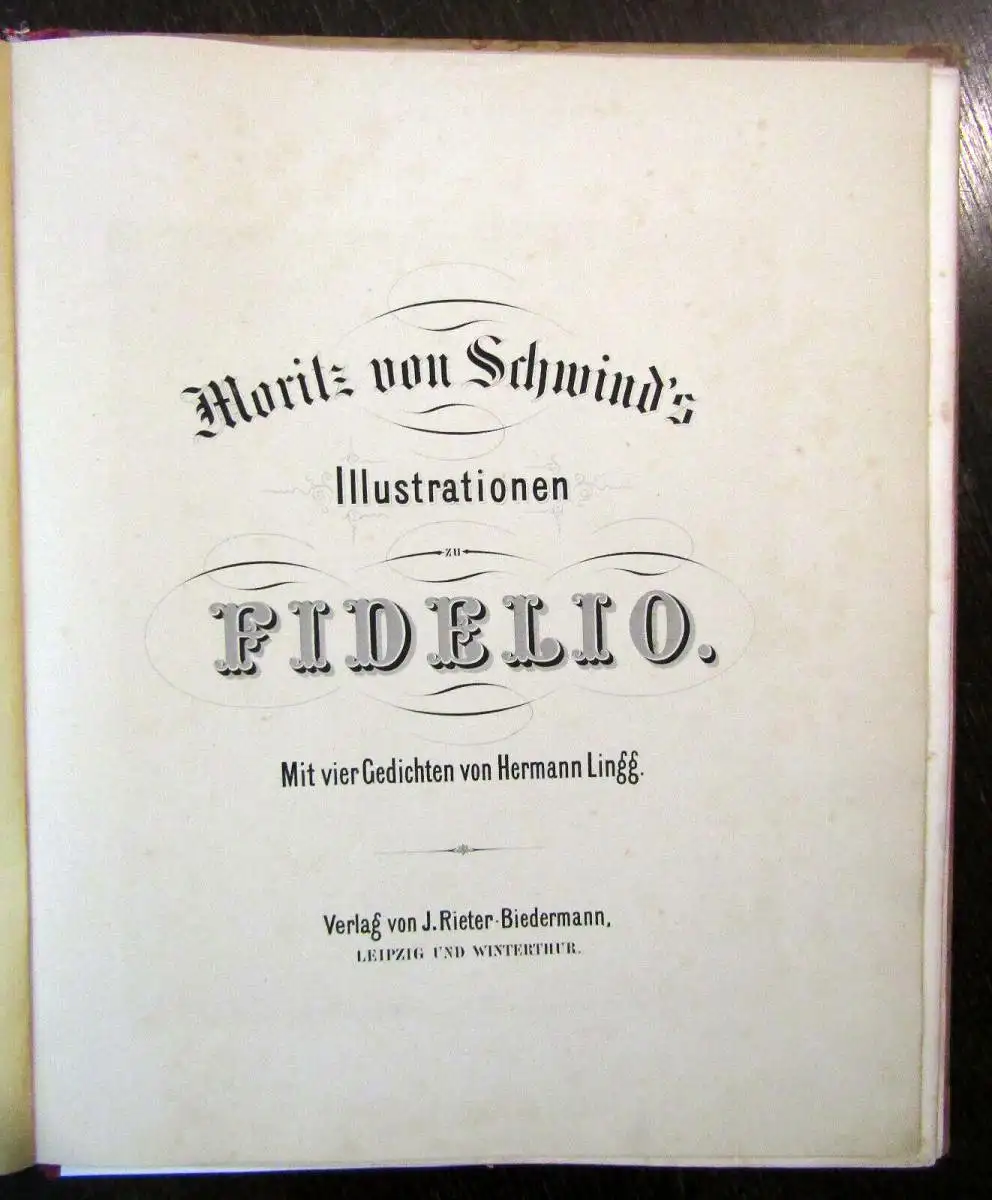 Moritz von Schwind's
Illustrationen
zu
FIDELIO.
Mit vier Gedichten von Hermann Lingg.
Verlag von J. Rieter-Biedermann,
LEIPZIG UND WINTERTHUR.